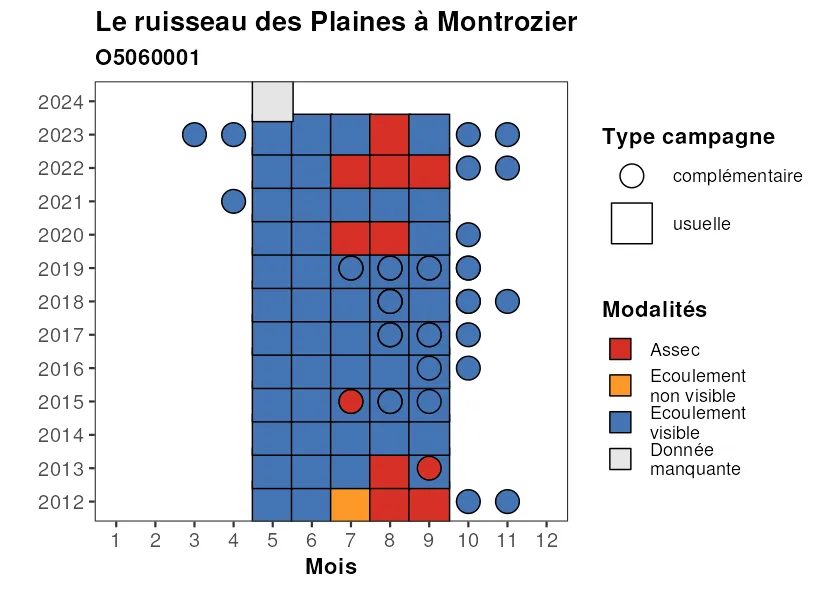 Le ruisseau des Plaines à Montrozier
O5060001
2024
2023
2022
2021
2020
2019
2018
2017
2016
2015
2014
2013
2012
1 2 3 4 5 6 7 8 9 10 11 12
Mois
Type campagne
complémentaire
usuelle
Modalités
Assec
Ecoulement
non visible
Ecoulement
visible
Donnée
manquante